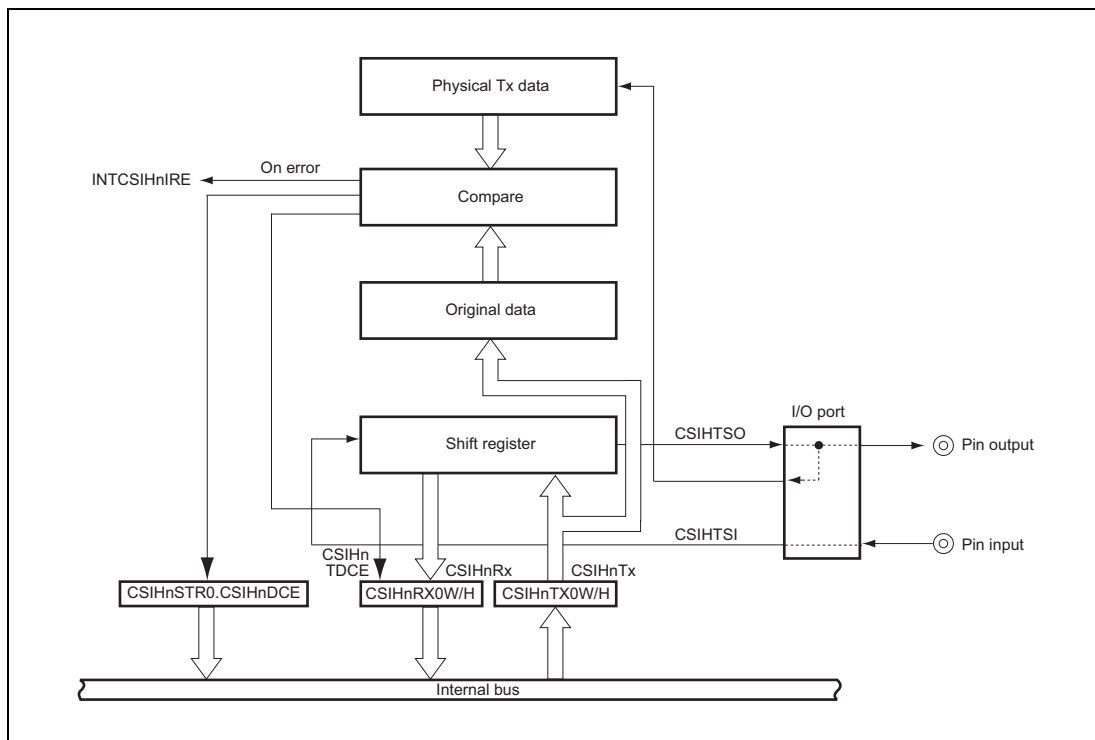 Physical Tx data
On error
INTCSIHnIRE
Compare
Original data
I/O port
Shift register
CSIHTSO
Pin output
CSIHTSI
Pin input
CSIHn
TDCE
CSIHnRx
CSIHnTx
CSIHnSTR0.CSIHnDCE
CSIHnRX0W/H
CSIHnTX0W/H
Internal bus